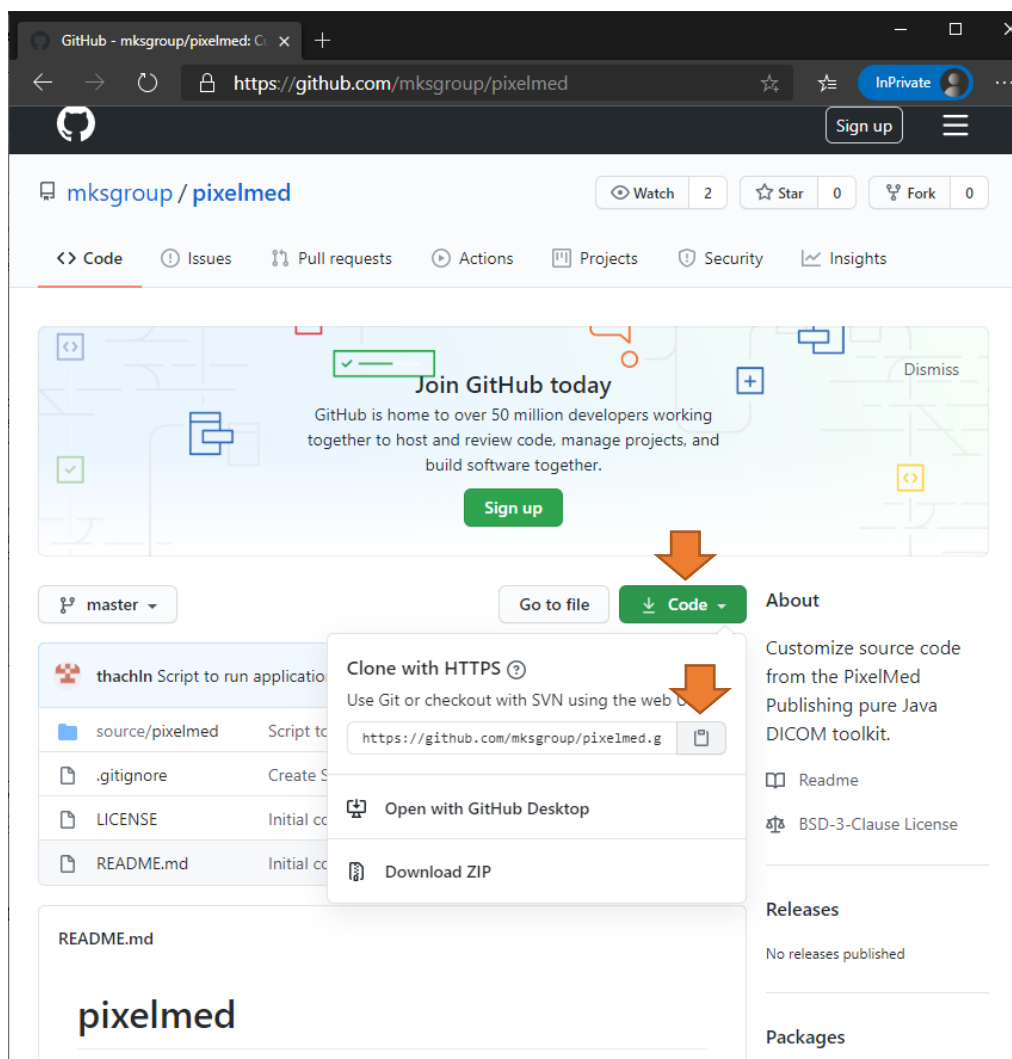 GitHub - mksgroup/pixelmed: Cu
https://github.com/mksgroup/pixelmed
InPrivate
Sign up
mksgroup / pixelmed
Watch 2
Star 0
Fork 0
Code
Issues
Pull requests
Actions
Projects
Security
Insights
Dismiss
Join GitHub today
GitHub is home to over 50 million developers working
together to host and review code, manage projects, and
build software together.
Sign up
master
Go to file
Code
thachln Script to run applicatio
source/pixelmed Script to
.gitignore Create S
LICENSE Initial co
README.md Initial co
Clone with HTTPS
Use Git or checkout with SVN using the web
https://github.com/mksgroup/pixelmed.g
Open with GitHub Desktop
Download ZIP
README.md
pixelmed
About
Customize source code
from the PixelMed
Publishing pure Java
DICOM toolkit.
Readme
BSD-3-Clause License
Releases
No releases published
Packages